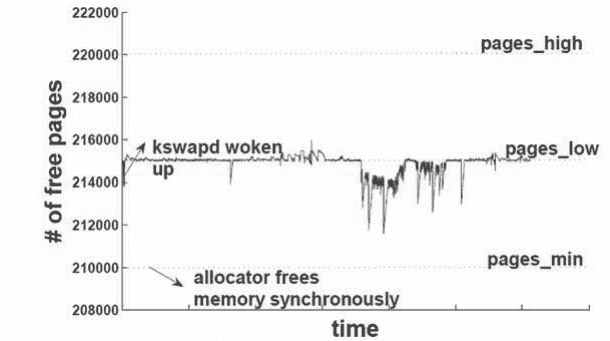 222000
pages_high
220000
218000
216000
kswapd woken
up
pages_low
214000
212000
pages_min
210000
allocator frees
memory synchronously
208000
# of free pages
time